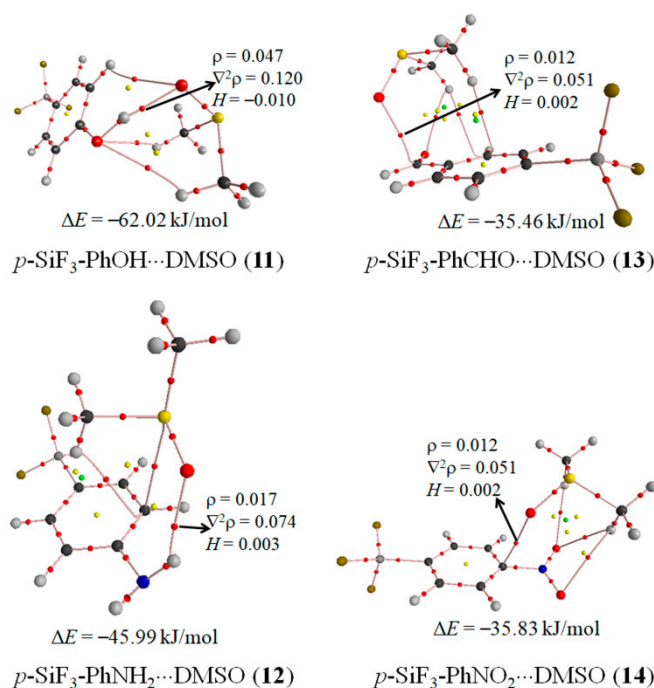 ρ = 0.047
∇²ρ = 0.120
H = −0.010
ΔE = −62.02 kJ/mol
p-SiF₃-PhOH···DMSO (11)
ρ = 0.012
∇²ρ = 0.051
H = 0.002
ΔE = −35.46 kJ/mol
p-SiF₃-PhCHO···DMSO (13)
ρ = 0.017
∇²ρ = 0.074
H = 0.003
ΔE = −45.99 kJ/mol
p-SiF₃-PhNH₂···DMSO (12)
ρ = 0.012
∇²ρ = 0.051
H = 0.002
ΔE = −35.83 kJ/mol
p-SiF₃-PhNO₂···DMSO (14)